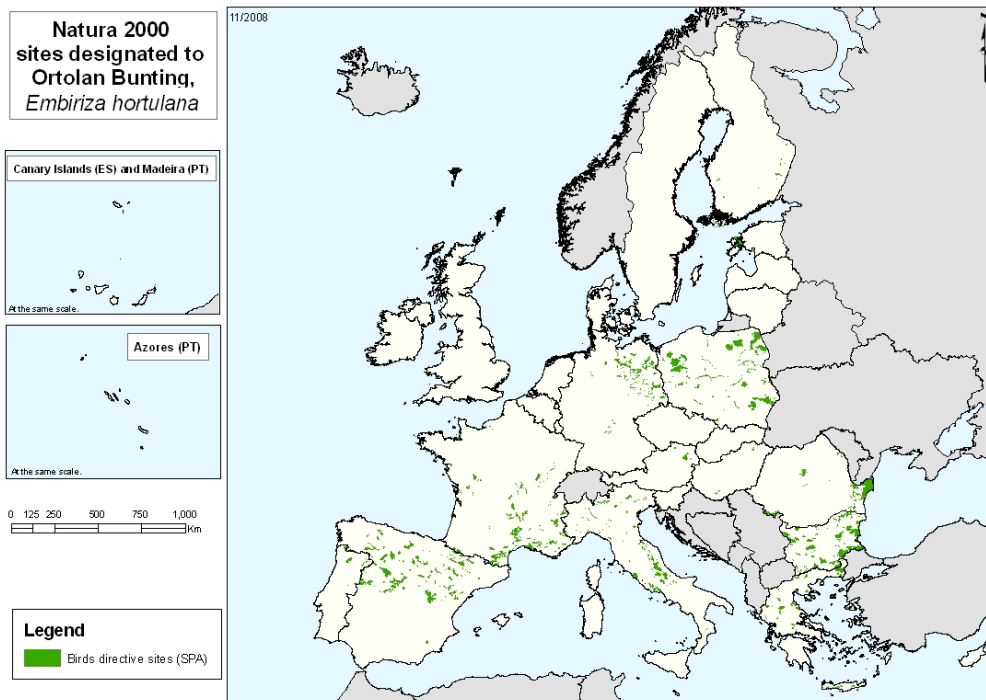 Natura 2000
sites designated to
Ortolan Bunting,
Embiriza hortulana
11/2008
Canary Islands (ES) and Madeira (PT)
At the same scale.
Azores (PT)
At the same scale.
0 125 250 500 750 1,000
Km
Legend
Birds directive sites (SPA)